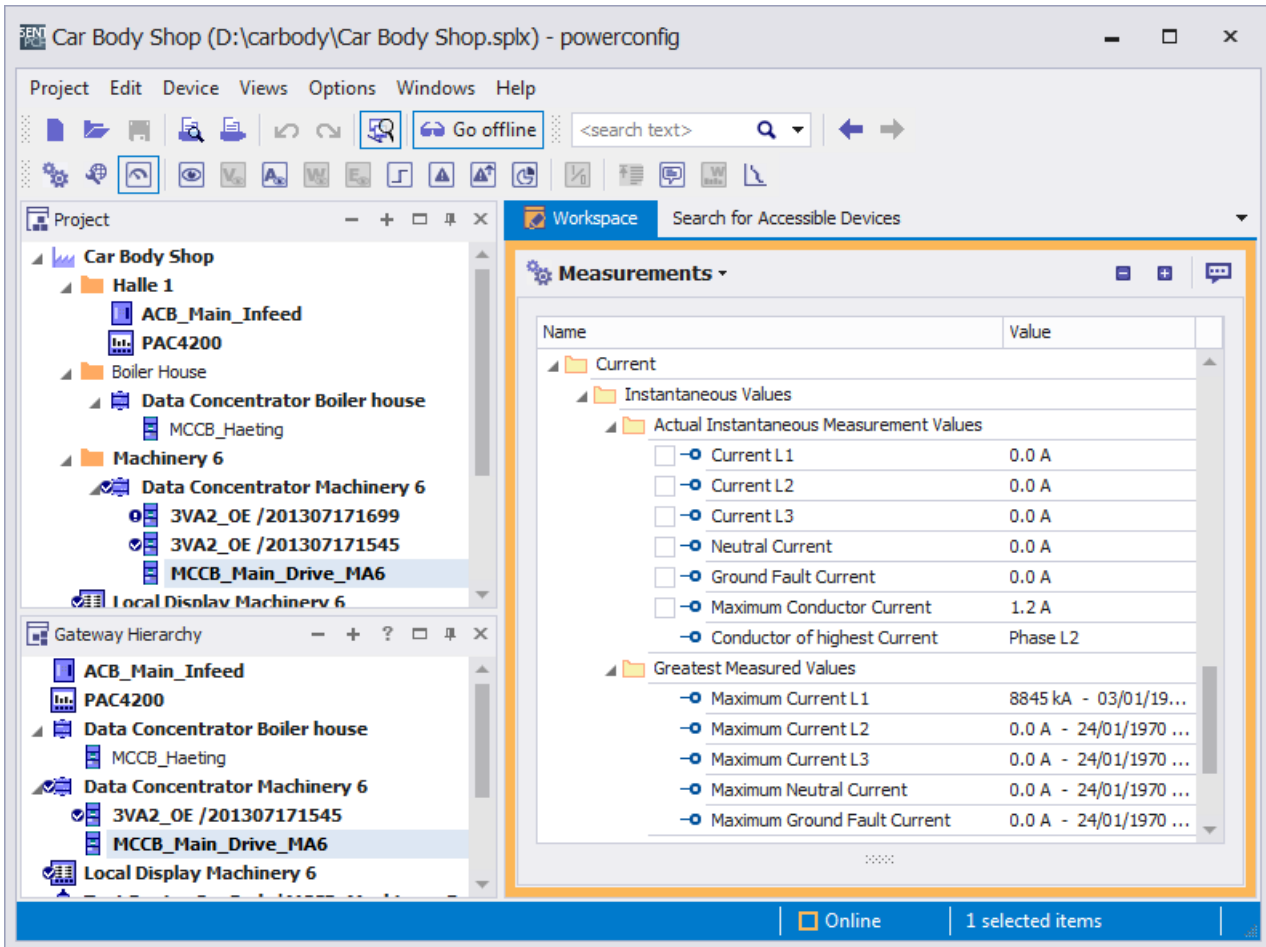 SENT
PCF
Car Body Shop (D:\carbody\Car Body Shop.splx) - powerconfig
Project Edit Device Views Options Windows Help
Go offline
<search text>
Project
Car Body Shop
Halle 1
ACB_Main_Infeed
PAC4200
Boiler House
Data Concentrator Boiler house
MCCB_Haeting
Machinery 6
Data Concentrator Machinery 6
3VA2_OE /201307171699
3VA2_OE /201307171545
MCCB_Main_Drive_MA6
Local Display Machinery 6
Gateway Hierarchy
ACB_Main_Infeed
PAC4200
Data Concentrator Boiler house
MCCB_Haeting
Data Concentrator Machinery 6
3VA2_OE /201307171545
MCCB_Main_Drive_MA6
Local Display Machinery 6
Workspace Search for Accessible Devices
Measurements
Name Value
Current
Instantaneous Values
Actual Instantaneous Measurement Values
Current L1 0.0 A
Current L2 0.0 A
Current L3 0.0 A
Neutral Current 0.0 A
Ground Fault Current 0.0 A
Maximum Conductor Current 1.2 A
Conductor of highest Current Phase L2
Greatest Measured Values
Maximum Current L1 8845 kA - 03/01/19...
Maximum Current L2 0.0 A - 24/01/1970 ...
Maximum Current L3 0.0 A - 24/01/1970 ...
Maximum Neutral Current 0.0 A - 24/01/1970 ...
Maximum Ground Fault Current 0.0 A - 24/01/1970 ...
Online 1 selected items